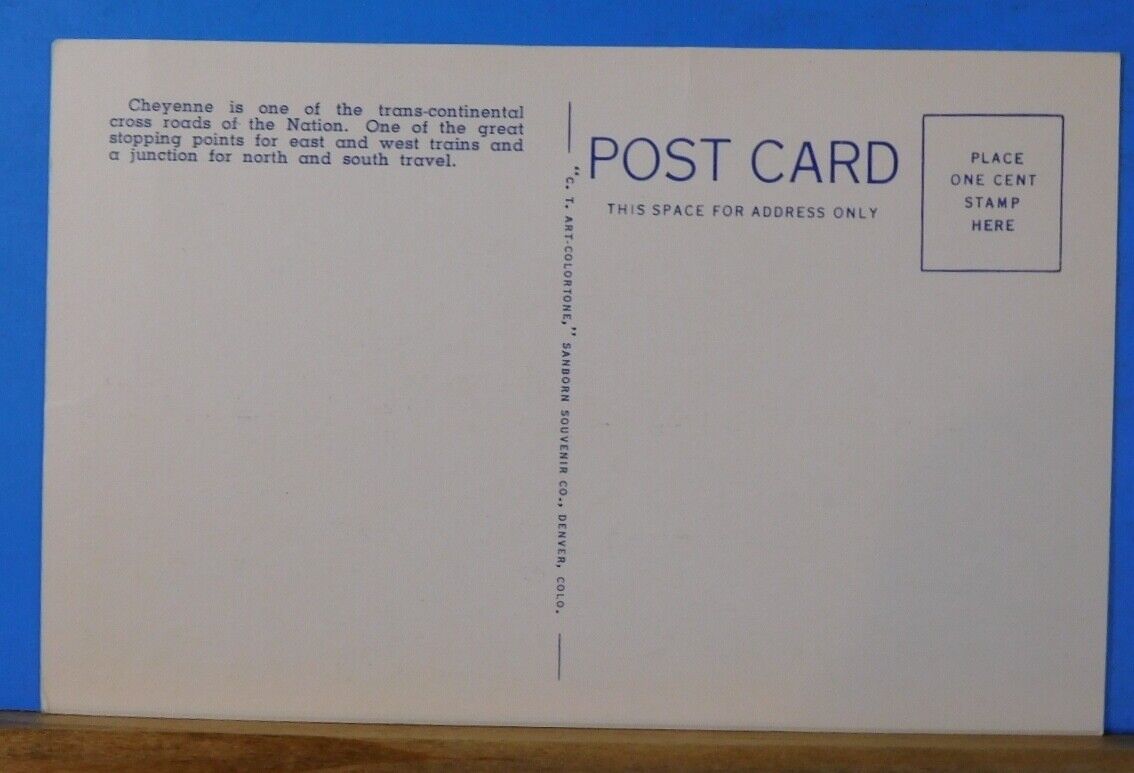 Cheyenne is one of the trans-continental
cross roads of the Nation. One of the great
stopping points for east and west trains and
a junction for north and south travel.
"C. T. ART-COLORTONE," SANBORN SOUVENIR CO., DENVER, COLO.
POST CARD
THIS SPACE FOR ADDRESS ONLY
PLACE
ONE CENT
STAMP
HERE